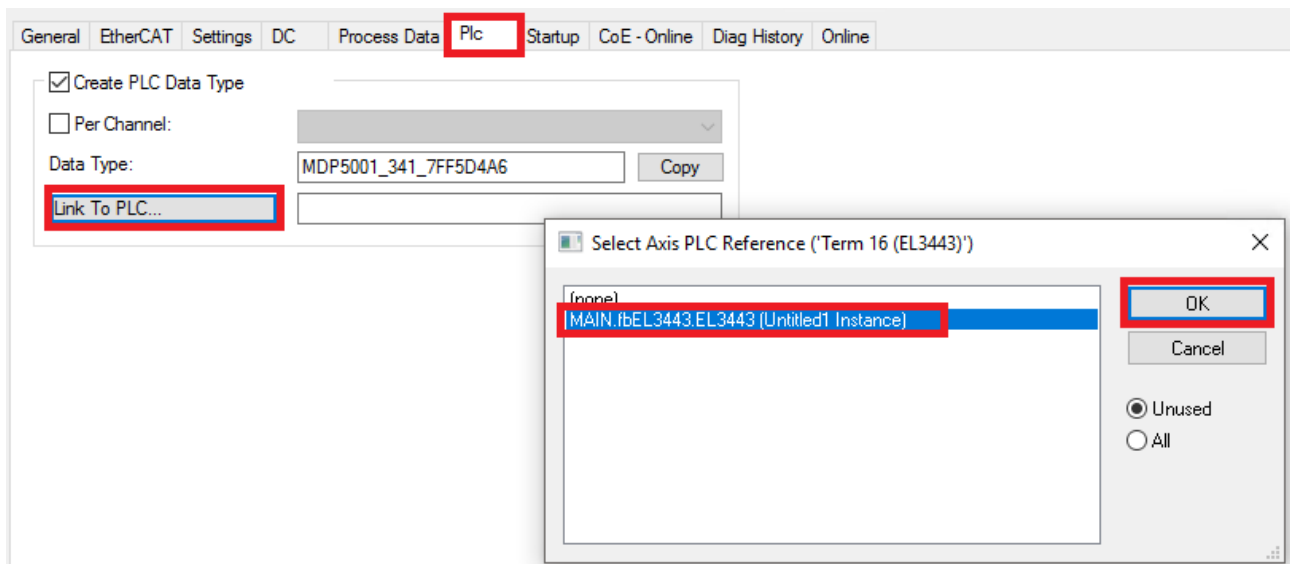 General EtherCAT Settings DC Process Data Plc Startup CoE - Online Diag History Online
Create PLC Data Type
Per Channel:
Data Type: MDP5001_341_7FF5D4A6 Copy
Link To PLC...
Select Axis PLC Reference ('Term 16 (EL3443)')
(none)
MAIN.fbEL3443.EL3443 (Untitled1 Instance)
OK
Cancel
Unused
All